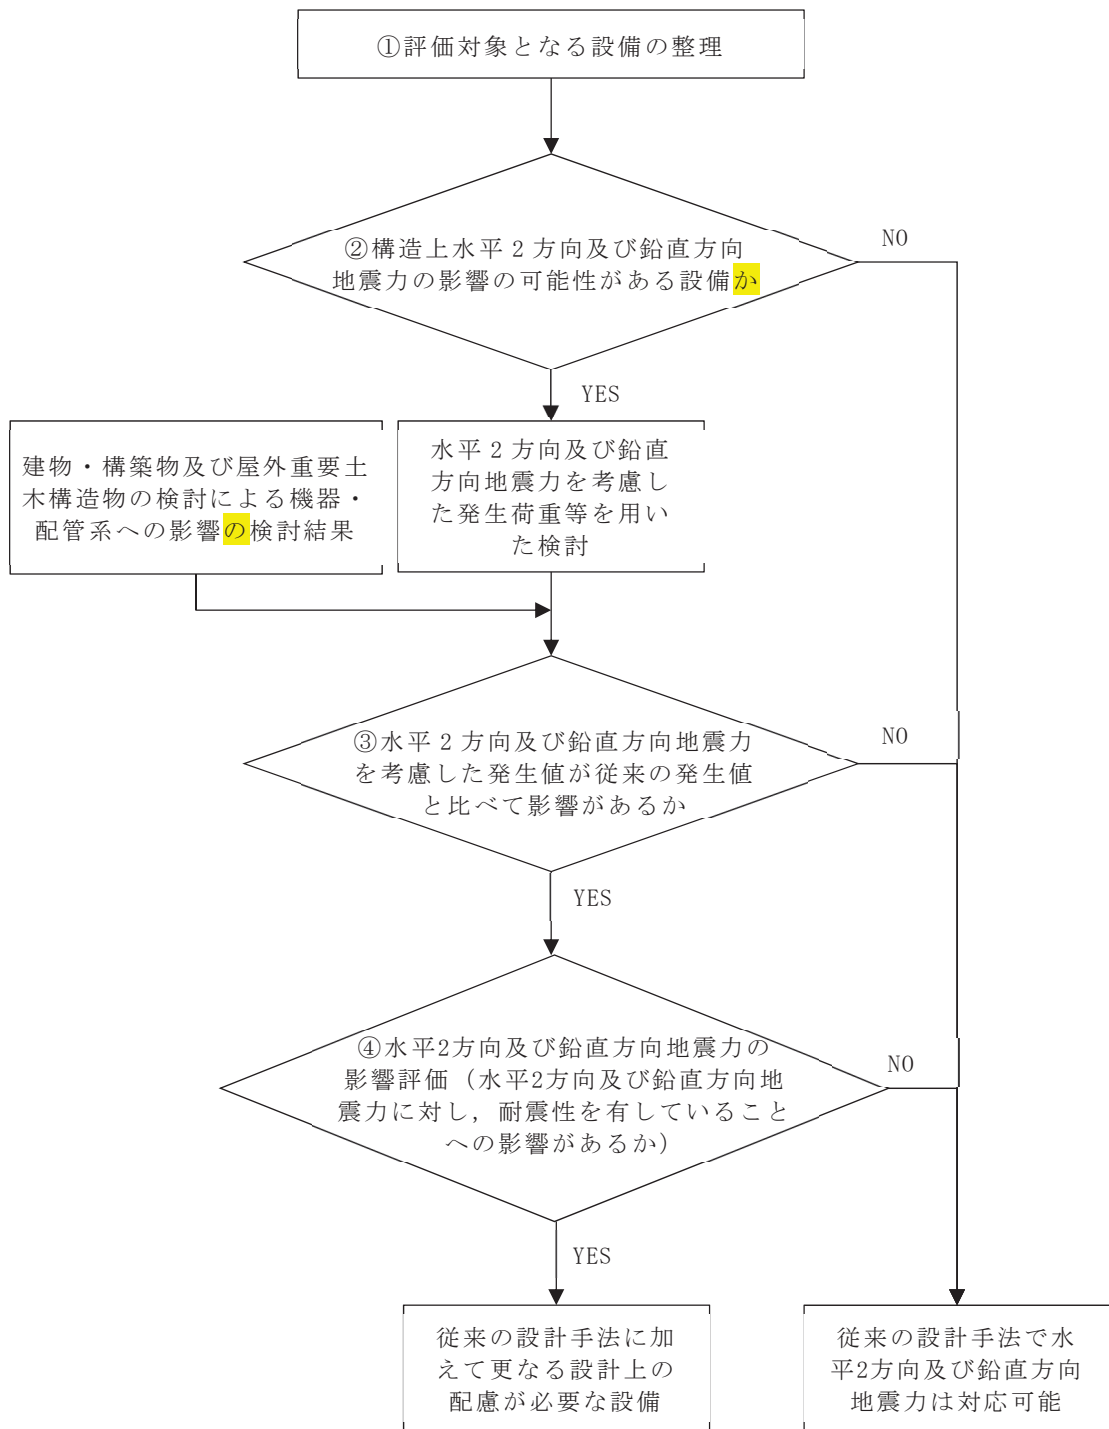 ①評価対象となる設備の整理
②構造上水平２方向及び鉛直方向
地震力の影響の可能性がある設備か
NO
YES
建物・構築物及び屋外重要土
木構造物の検討による機器・
配管系への影響の検討結果
水平２方向及び鉛直
方向地震力を考慮し
た発生荷重等を用い
た検討
③水平２方向及び鉛直方向地震力
を考慮した発生値が従来の発生値
と比べて影響があるか
NO
YES
④水平2方向及び鉛直方向地震力の
影響評価（水平2方向及び鉛直方向地
震力に対し，耐震性を有していること
への影響があるか）
NO
YES
従来の設計手法に加
えて更なる設計上の
配慮が必要な設備
従来の設計手法で水
平2方向及び鉛直方向
地震力は対応可能